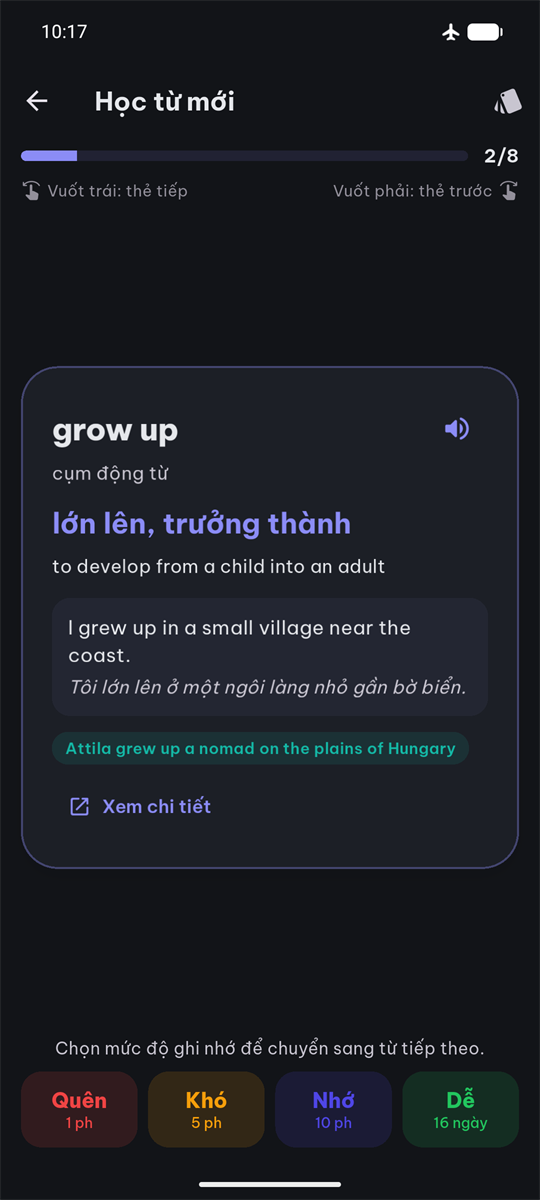 10:17
Học từ mới
2/8
Vuốt trái: thẻ tiếp
Vuốt phải: thẻ trước
grow up
cụm động từ
lớn lên, trưởng thành
to develop from a child into an adult
I grew up in a small village near the
coast.
Tôi lớn lên ở một ngôi làng nhỏ gần bờ biển.
Attila grew up a nomad on the plains of Hungary
Xem chi tiết
Chọn mức độ ghi nhớ để chuyển sang từ tiếp theo.
Quên
1 ph
Khó
5 ph
Nhớ
10 ph
Dễ
16 ngày